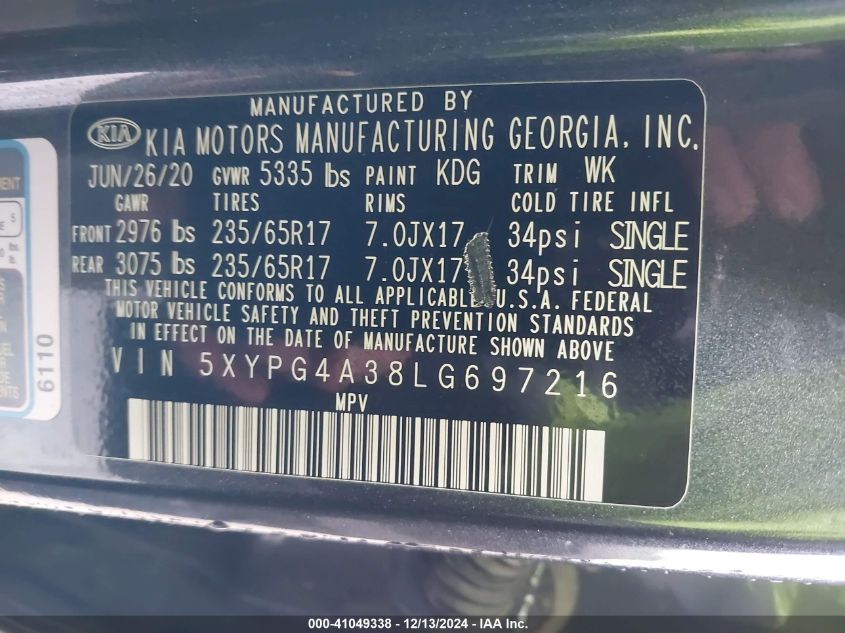 MANUFACTURED BY
KIA KIA MOTORS MANUFACTURING GEORGIA, INC.
JUN/26/20 GVWR 5335 lbs PAINT KDG TRIM WK
GAWR TIRES RIMS COLD TIRE INFL
FRONT 2976 lbs 235/65R17 7.0JX17 34psi SINGLE
REAR 3075 lbs 235/65R17 7.0JX17 34psi SINGLE
THIS VEHICLE CONFORMS TO ALL APPLICABLE U.S.A. FEDERAL
MOTOR VEHICLE SAFETY AND THEFT PREVENTION STANDARDS
IN EFFECT ON THE DATE OF MANUFACTURE SHOWN ABOVE
VIN 5XYPG4A38LG697216
MPV
6110
5
000-41049338 - 12/13/2024 - IAA, Inc.